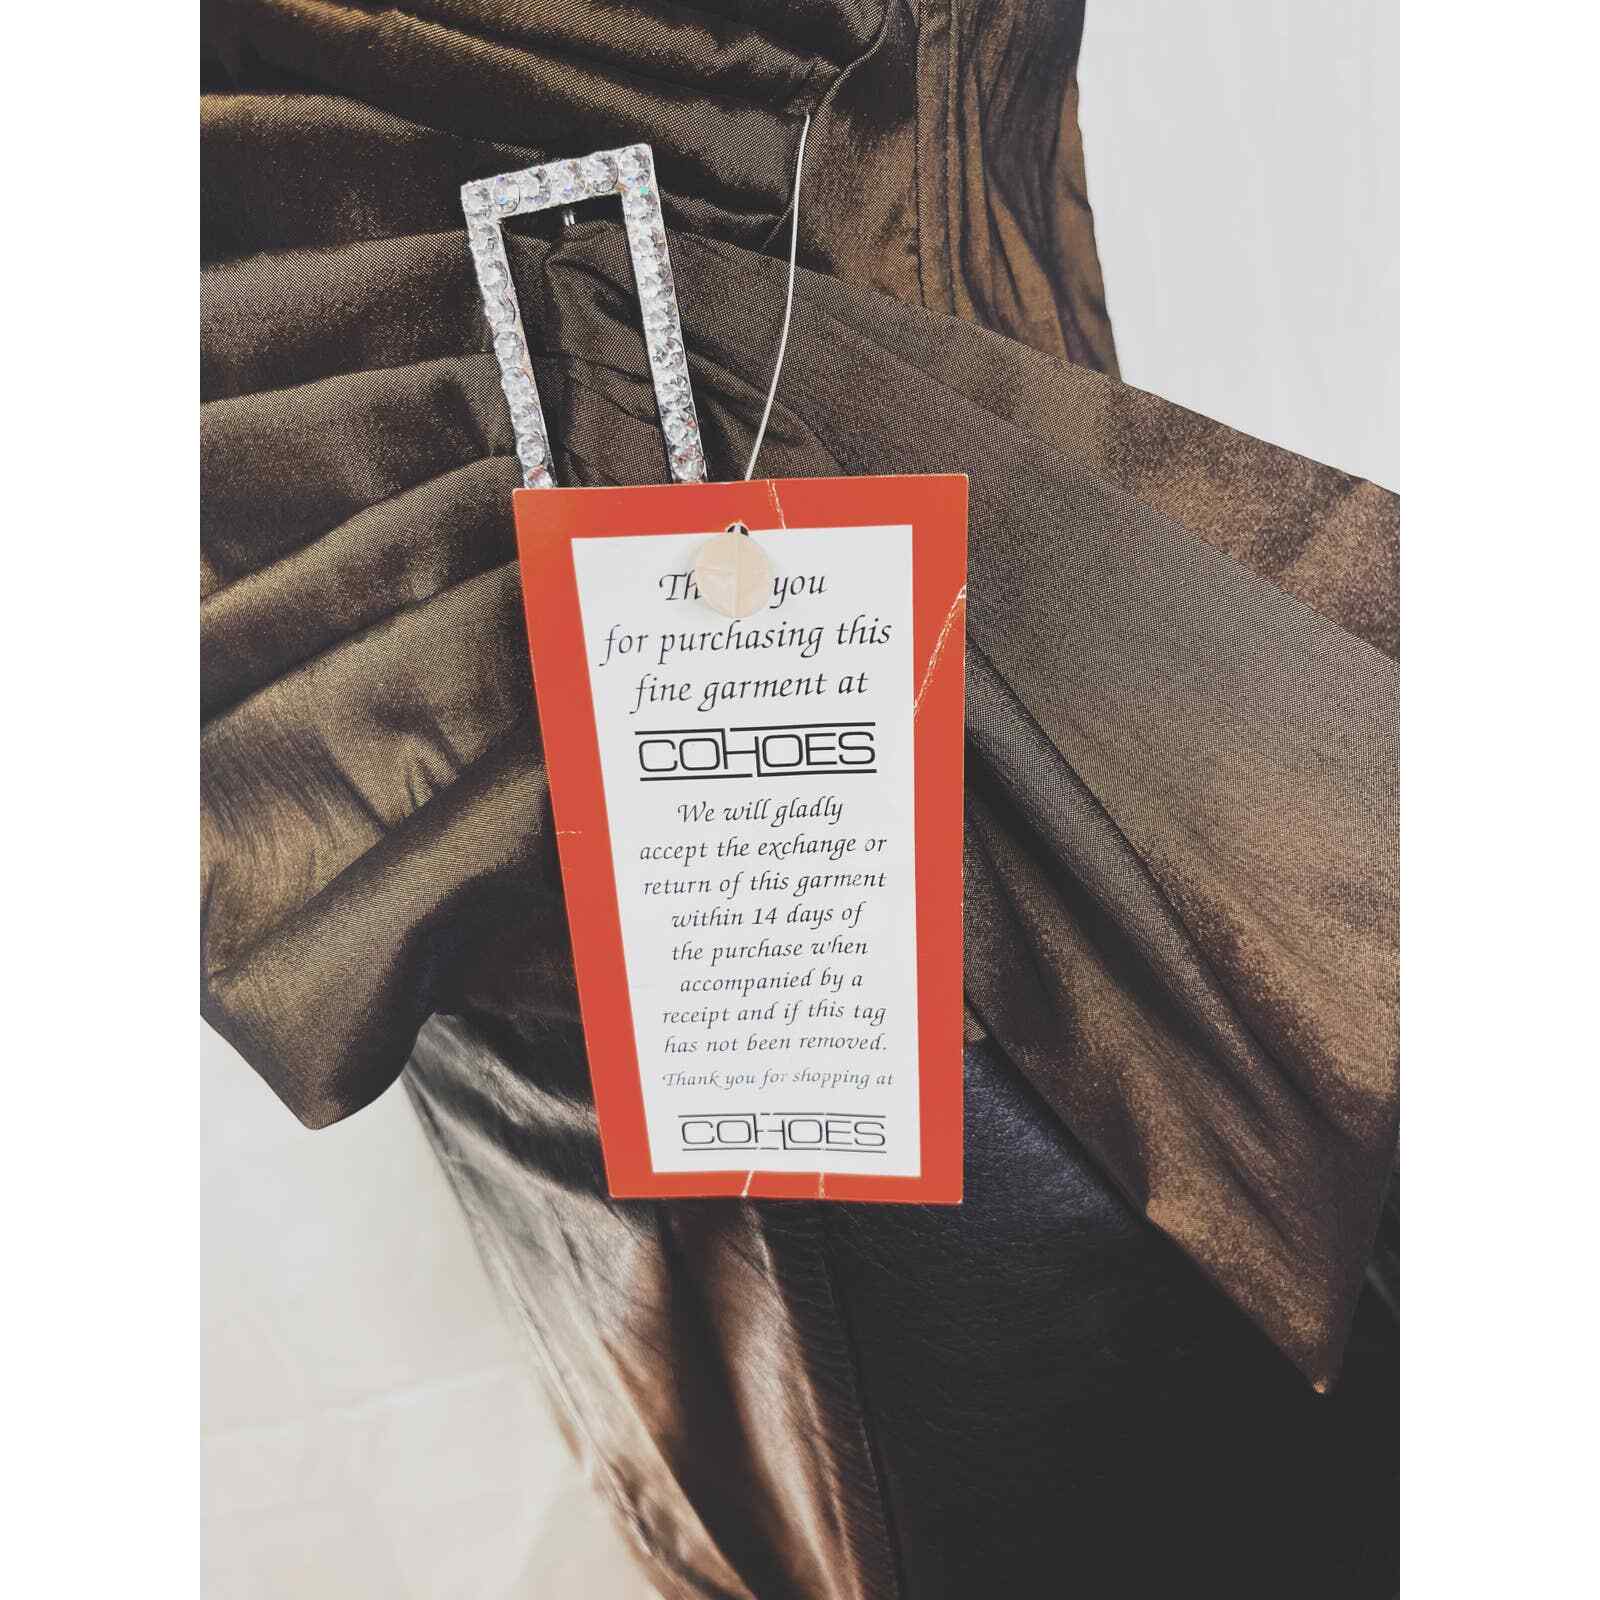 Th you
for purchasing this
fine garment at
COHOES
We will gladly
accept the exchange or
return of this garment
within 14 days of
the purchase when
accompanied by a
receipt and if this tag
has not been removed.
Thank you for shopping at
COHOES